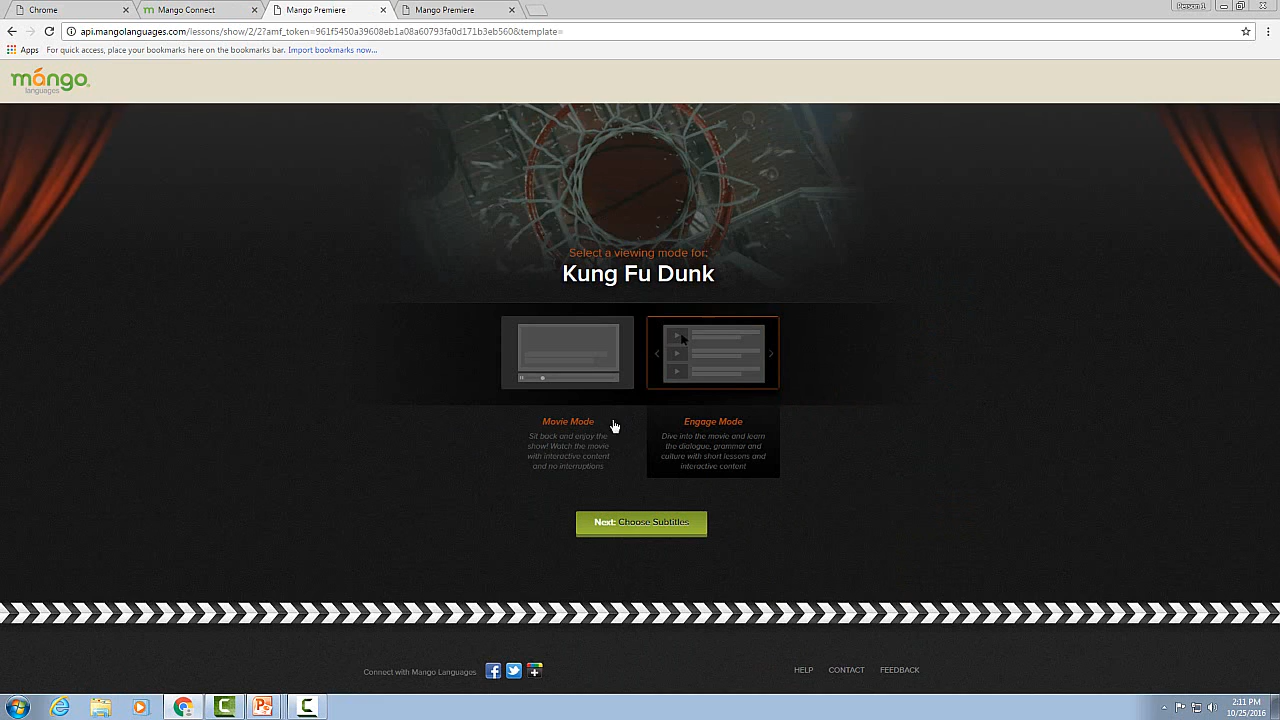 Chrome
Mango Connect
Mango Premiere
Mango Premiere
Person 1
api.mangolanguages.com/lessons/show/2/2?amf_token=961f5450a39608eb1a08a60793fa0d171b3eb560&template=
Apps
For quick access, place your bookmarks here on the bookmarks bar. Import bookmarks now...
mango
languages
Select a viewing mode for:
Kung Fu Dunk
Movie Mode
Sit back and enjoy the
show! Watch the movie
with interactive content
and no interruptions
Engage Mode
Dive into the movie and learn
the dialogue, grammar and
culture with short lessons and
interactive content
Next: Choose Subtitles
Connect with Mango Languages
HELP
CONTACT
FEEDBACK
2:11 PM
10/25/2016